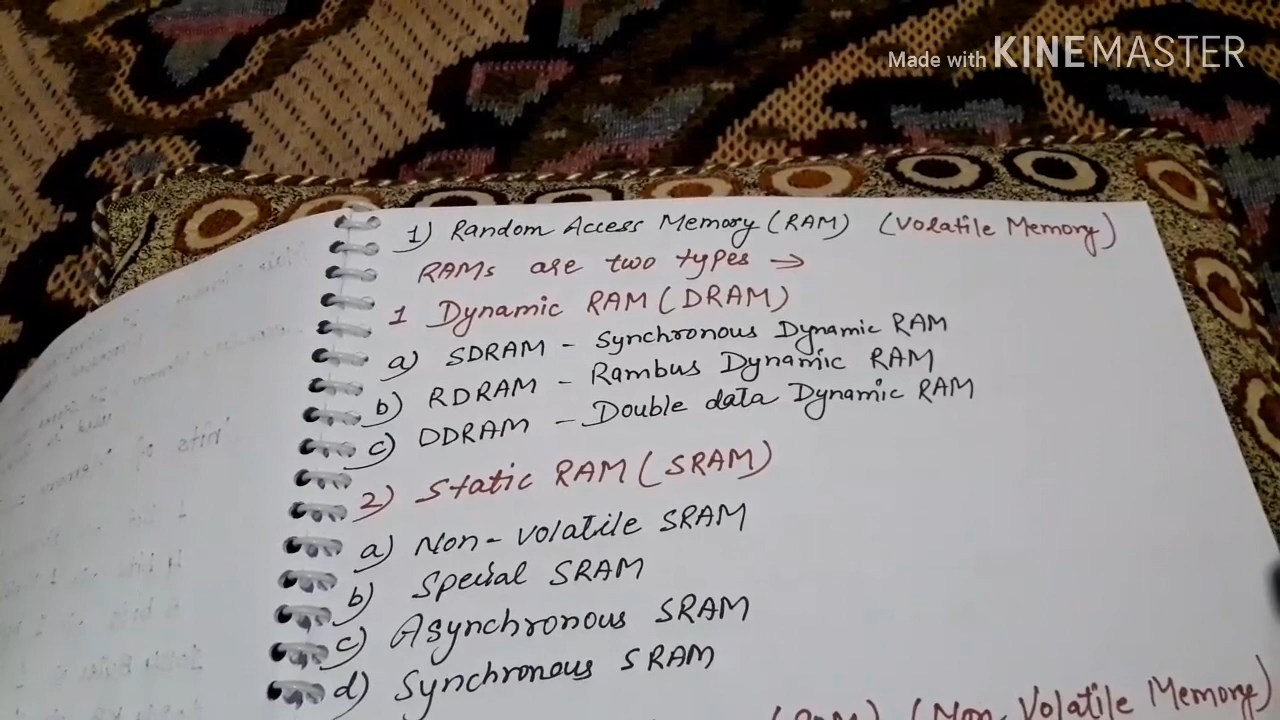 Made with KINEMASTER
1) Random Access Memory (RAM) (Volatile Memory)
RAMs are two types →
1 Dynamic RAM (DRAM)
a) SDRAM - Synchronous Dynamic RAM
b) RDRAM - Rambus Dynamic RAM
c) DDRAM - Double data Dynamic RAM
2) Static RAM (SRAM)
a) Non-volatile SRAM
b) Special SRAM
c) Asynchronous SRAM
d) Synchronous SRAM
(Non Volatile Memory)